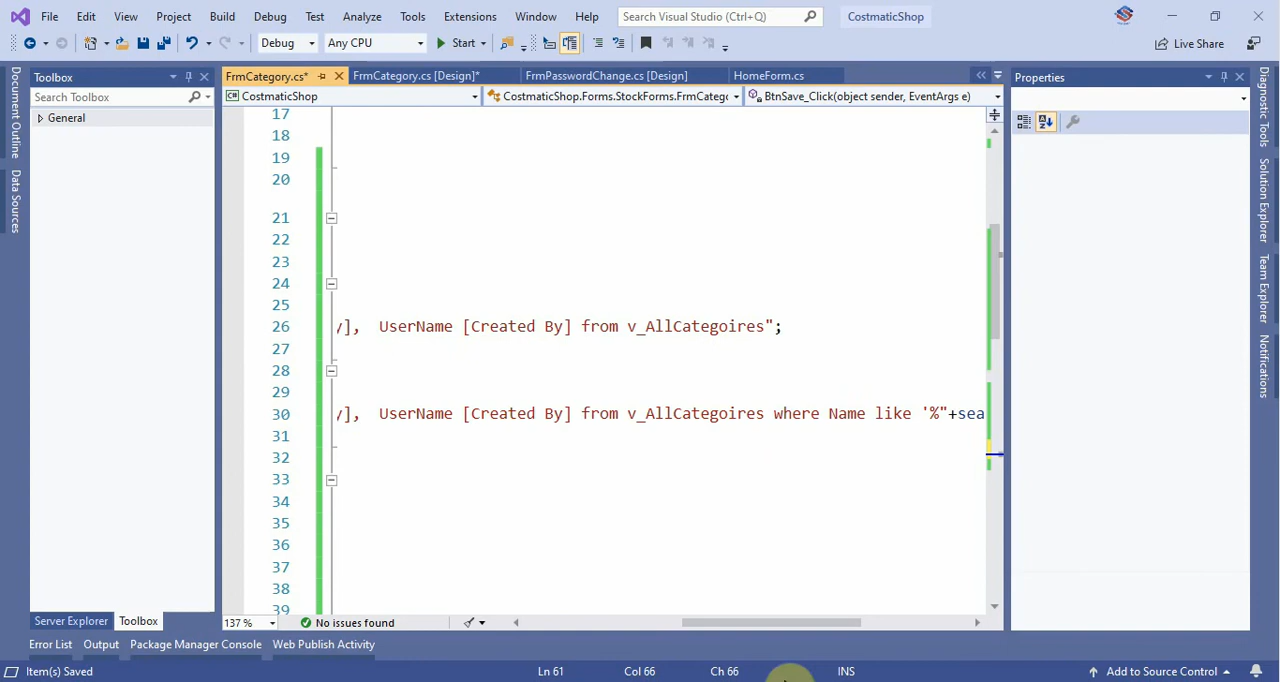 File Edit View Project Build Debug Test Analyze Tools Extensions Window Help Search Visual Studio (Ctrl+Q) CostmaticShop
Debug Any CPU Start Live Share
Toolbox
Search Toolbox
General
Document Outline
Data Sources
FrmCategory.cs* FrmCategory.cs [Design]* FrmPasswordChange.cs [Design] HomeForm.cs
CostmaticShop CostmaticShop.Forms.StockForms.FrmCatego BtnSave_Click(object sender, EventArgs e)
17
18
19
20
21
22
23
24
25
26 y], UserName [Created By] from v_AllCategoires";
27
28
29
30 y], UserName [Created By] from v_AllCategoires where Name like '%"+sea
31
32
33
34
35
36
37
38
39
137 % No issues found
Properties
Diagnostic Tools
Solution Explorer
Team Explorer
Notifications
Server Explorer Toolbox
Error List Output Package Manager Console Web Publish Activity
Item(s) Saved Ln 61 Col 66 Ch 66 INS Add to Source Control